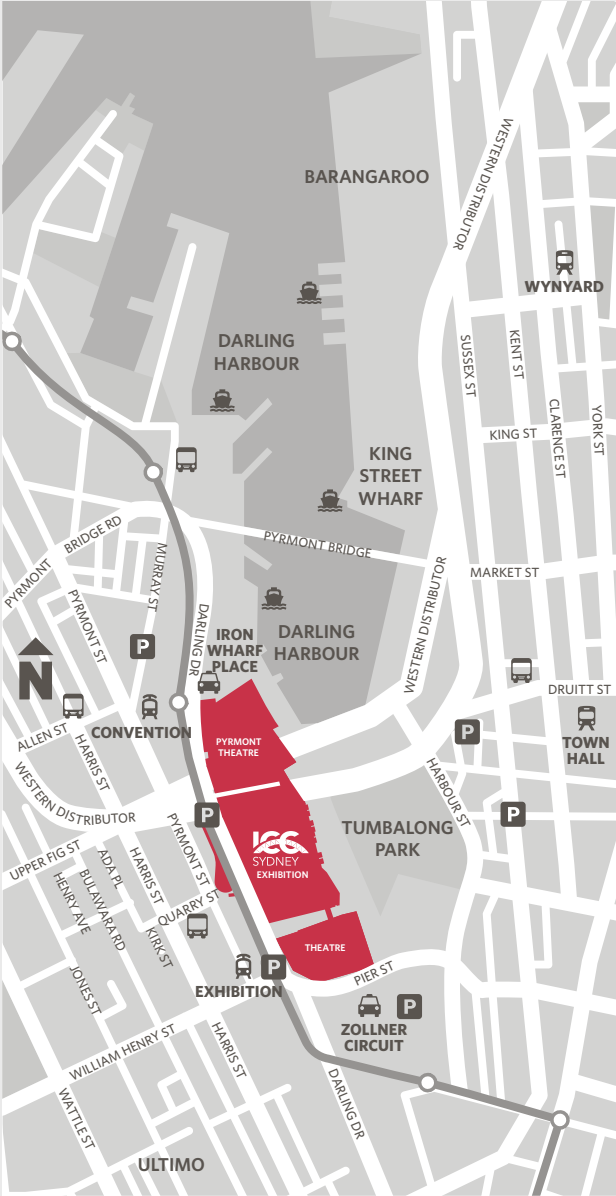 WESTERN DISTRIBUTOR
BARANGAROO
WYNYARD
DARLING
HARBOUR
SUSSEX ST
KENT ST
CLARENCE ST
YORK ST
KING ST
KING
STREET
WHARF
PYRMONT BRIDGE
MARKET ST
PYRMONT BRIDGE RD
MURRAY ST
PYRMONT ST
DARLING DR
IRON
WHARF
PLACE
DARLING
HARBOUR
WESTERN DISTRIBUTOR
P
N
DRUITT ST
CONVENTION
ALLEN ST
HARRIS ST
PYRMONT
THEATRE
P
TOWN
HALL
WESTERN DISTRIBUTOR
HARBOUR ST
P
P
PYRMONT ST
TUMBALONG
PARK
ICC
SYDNEY
EXHIBITION
UPPER FIG ST
ADA PL
HARRIS ST
BULAWARA RD
HENRY AVE
QUARRY ST
KIRK ST
THEATRE
P
EXHIBITION
PIER ST
JONES ST
P
ZOLLNER
CIRCUIT
WILLIAM HENRY ST
HARRIS ST
WATTLE ST
DARLING DR
ULTIMO